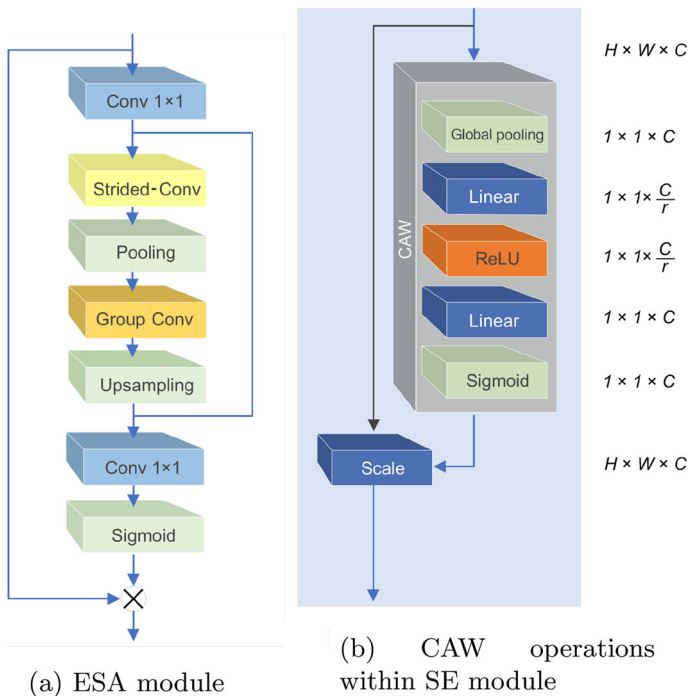 Conv 1×1
Strided-Conv
Pooling
Group Conv
Upsampling
Conv 1×1
Sigmoid
(a) ESA module
CAW
Global pooling
Linear
ReLU
Linear
Sigmoid
Scale
H × W × C
1 × 1 × C
1 × 1 × C/r
1 × 1 × C/r
1 × 1 × C
1 × 1 × C
H × W × C
(b) CAW operations
within SE module